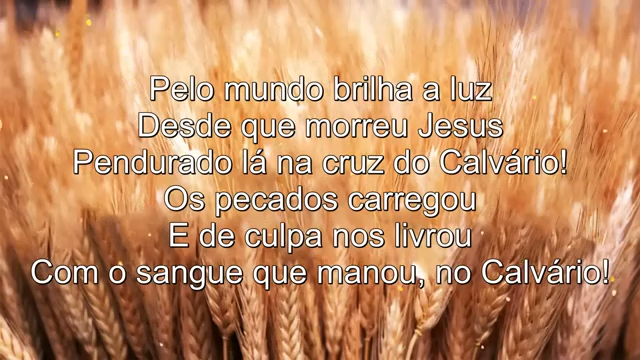 Pelo mundo brilha a luz
Desde que morreu Jesus
Pendurado lá na cruz do Calvário!
Os pecados carregou
E de culpa nos livrou
Com o sangue que manou, no Calvário!